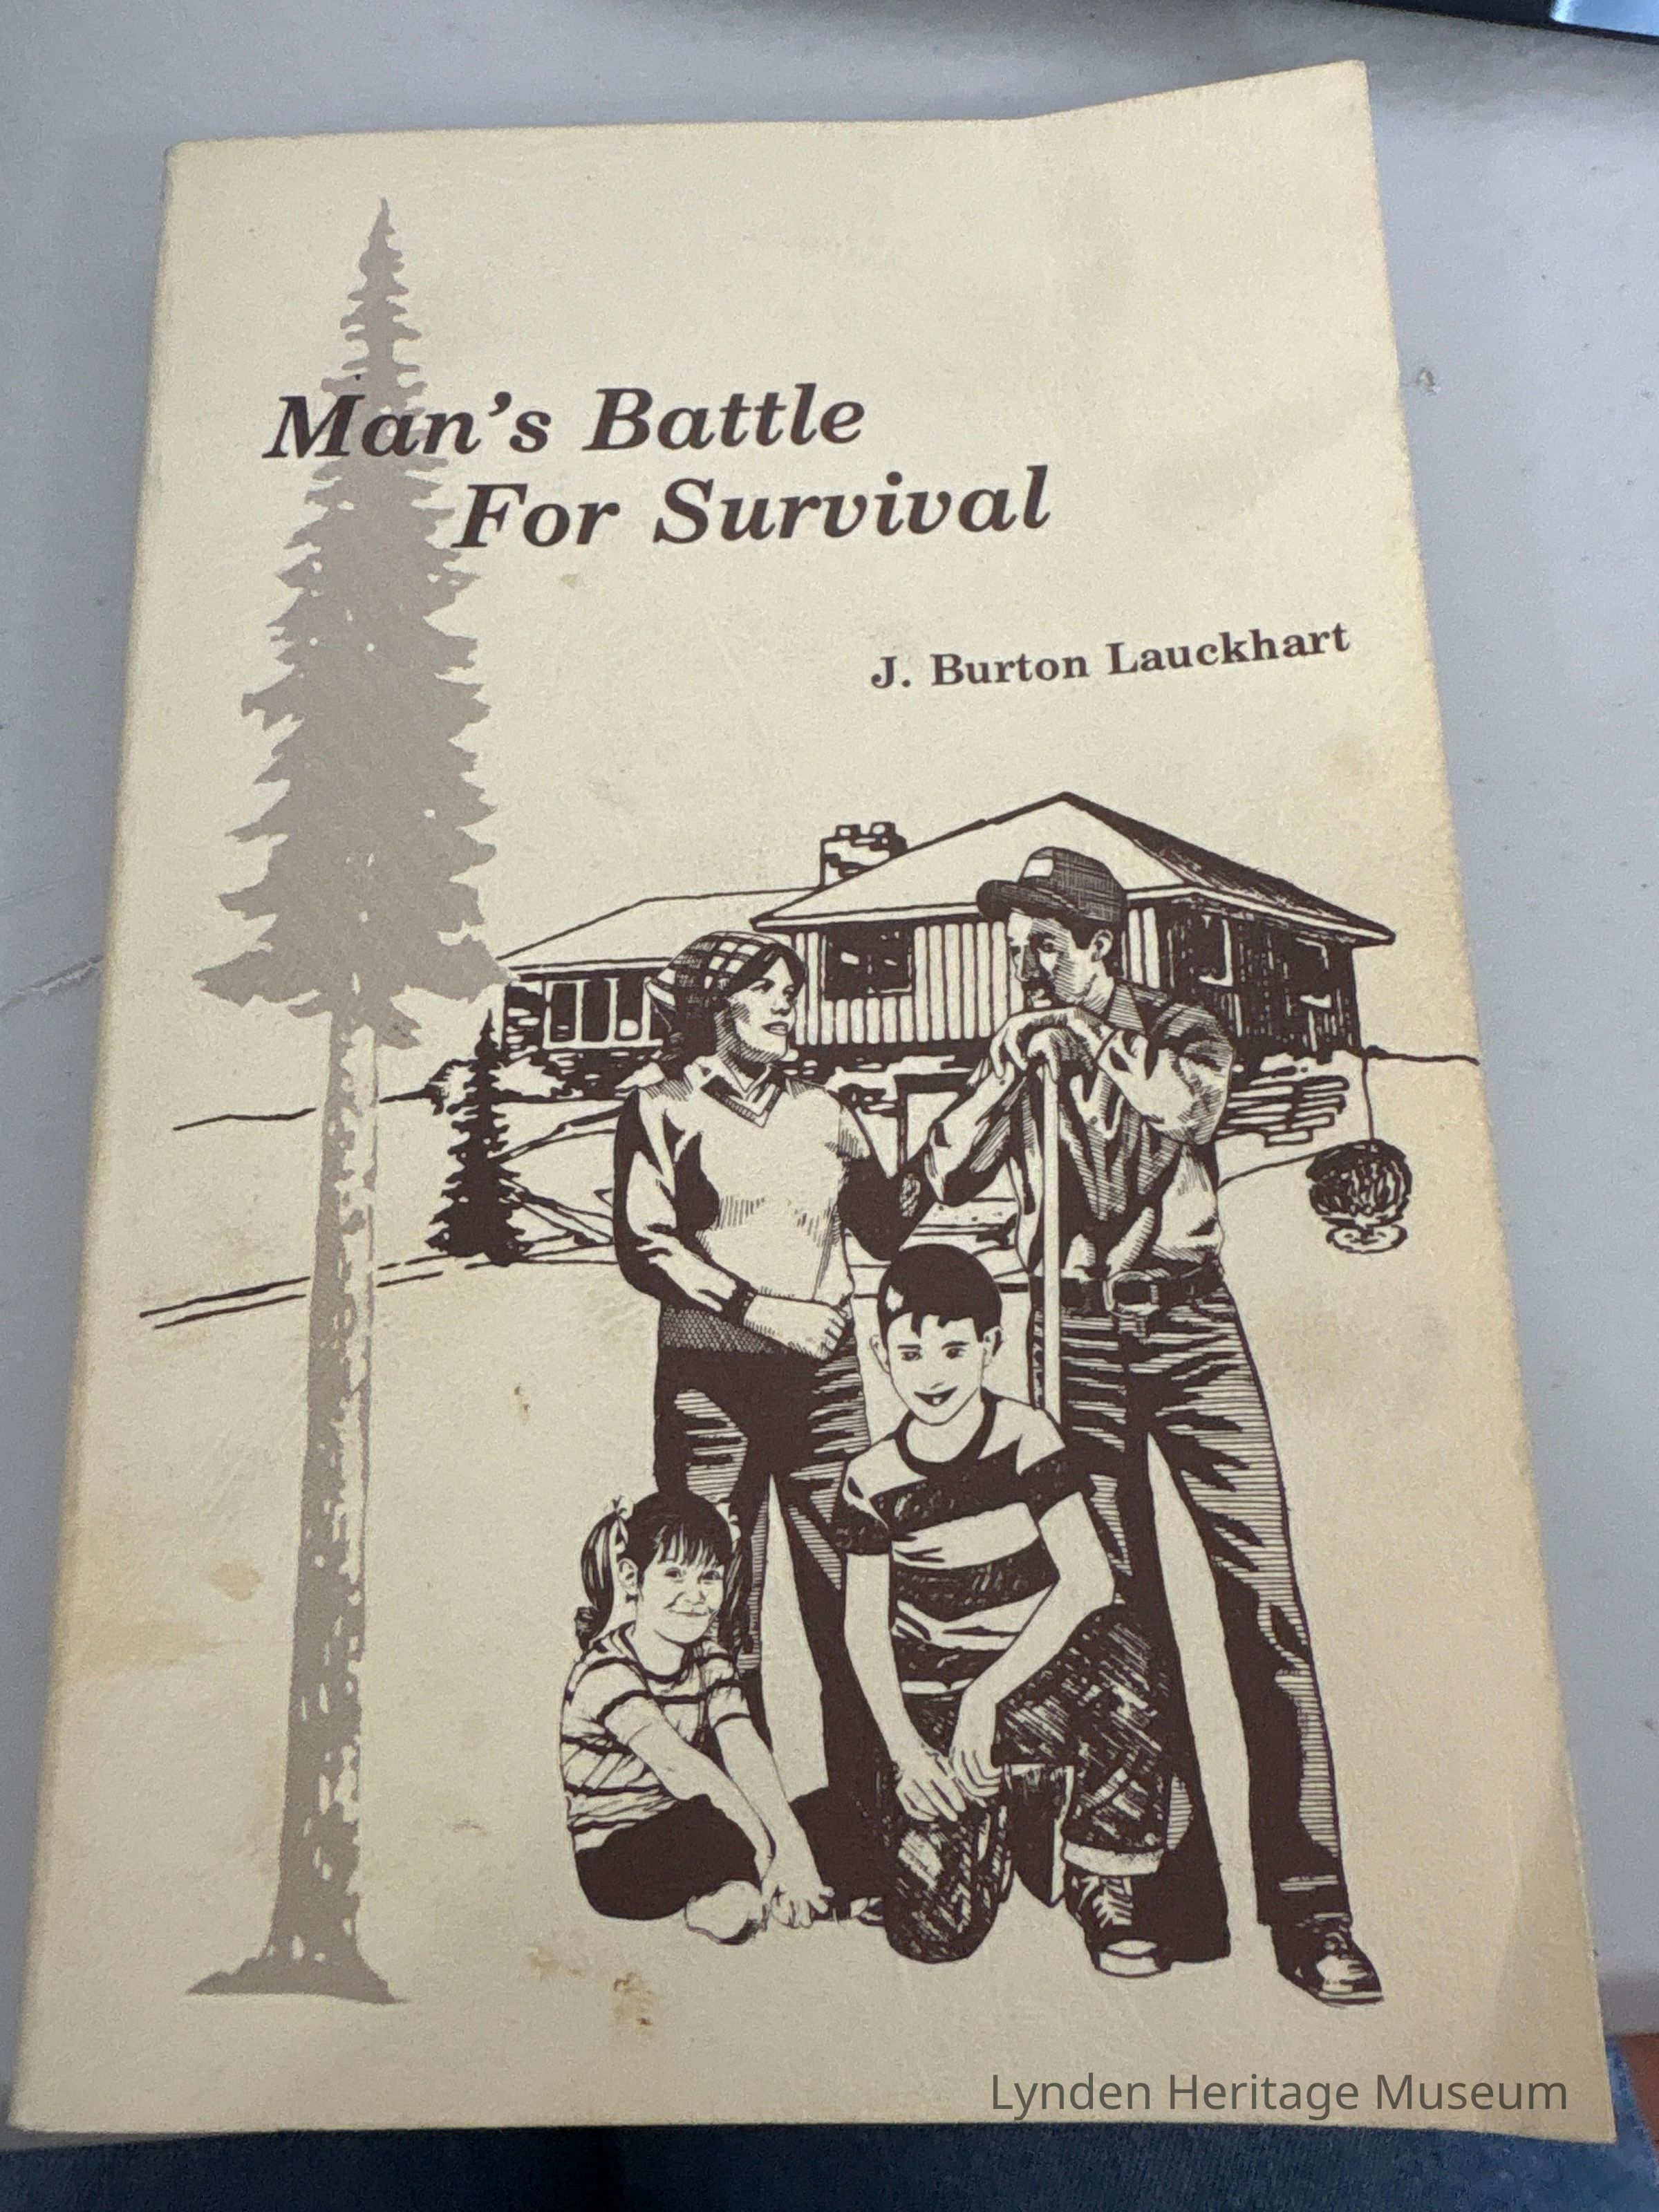 Man's Battle
For Survival
J. Burton Lauckhart
Lynden Heritage Museum